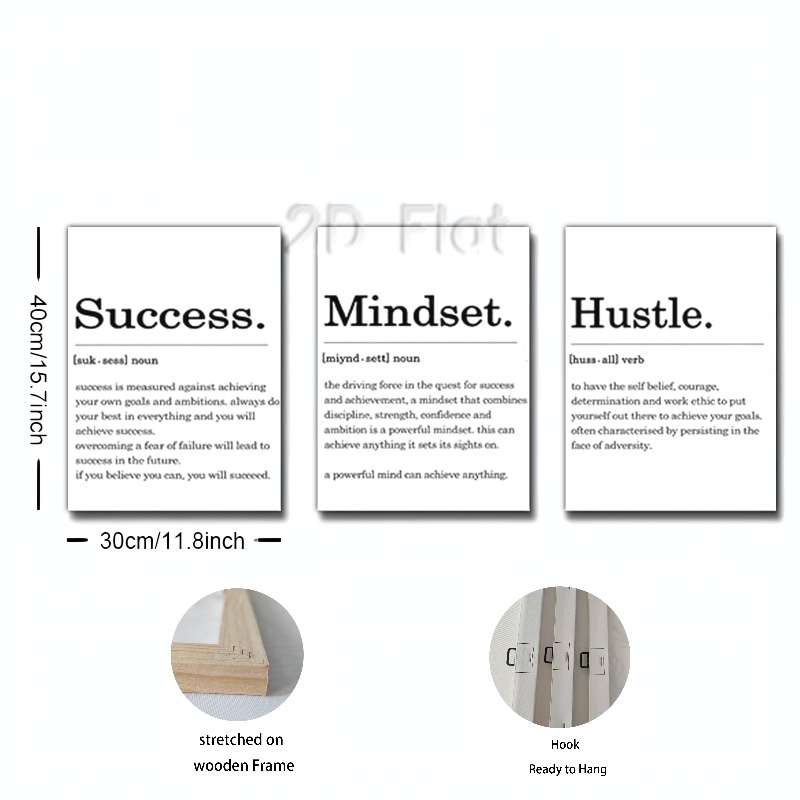 2D Flat
Success.
[suk·sess] noun
success is measured against achieving
your own goals and ambitions. always do
your best in everything and you will
achieve success.
overcoming a fear of failure will lead to
success in the future.
if you believe you can, you will succeed.
Mindset.
[miynd·sett] noun
the driving force in the quest for success
and achievement, a mindset that combines
discipline, strength, confidence and
ambition is a powerful mindset. this can
achieve anything it sets its sights on.
a powerful mind can achieve anything.
Hustle.
[huss·all] verb
to have the self belief, courage,
determination and work ethic to put
yourself out there to achieve your goals.
often characterised by persisting in the
face of adversity.
40cm/15.7inch
30cm/11.8inch
stretched on
wooden Frame
Hook
Ready to Hang